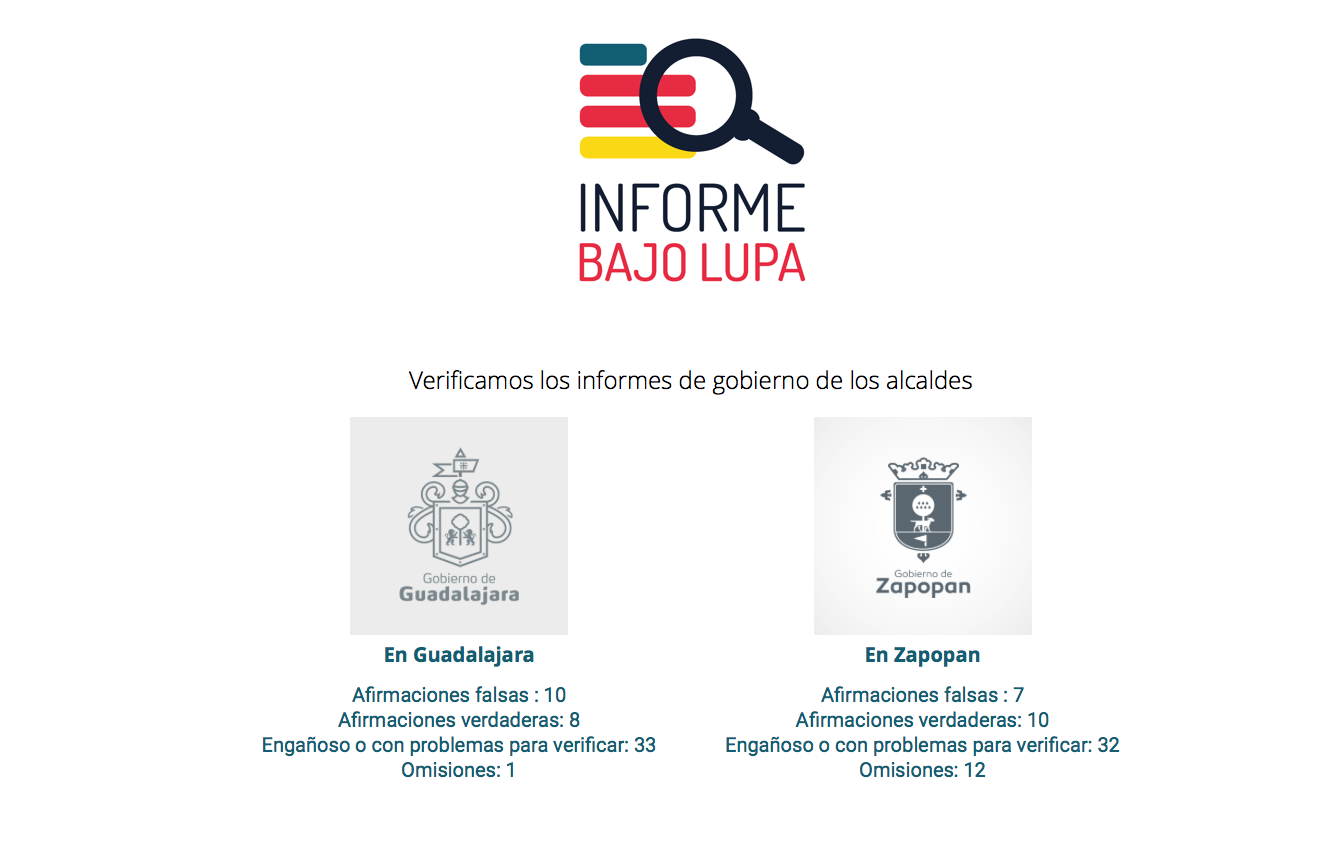 INFORME
BAJO LUPA
Verificamos los informes de gobierno de los alcaldes
Gobierno de
Guadalajara
En Guadalajara
Afirmaciones falsas : 10
Afirmaciones verdaderas: 8
Engañoso o con problemas para verificar: 33
Omisiones: 1
Gobierno de
Zapopan
En Zapopan
Afirmaciones falsas : 7
Afirmaciones verdaderas: 10
Engañoso o con problemas para verificar: 32
Omisiones: 12